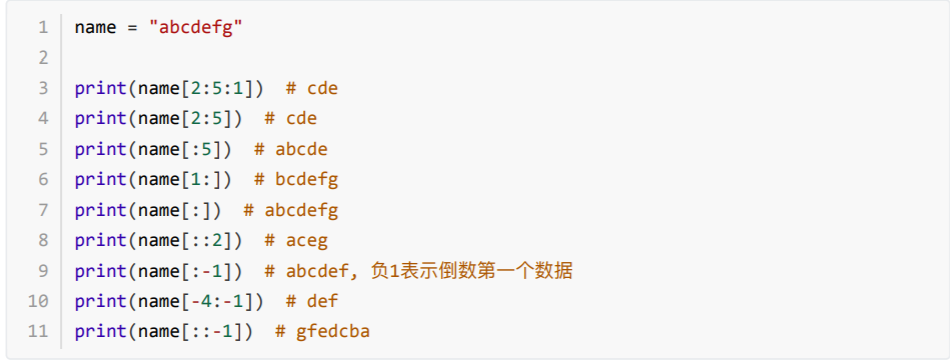 1 name = "abcdefg"
2
3 print(name[2:5:1])  # cde
4 print(name[2:5])  # cde
5 print(name[:5])  # abcde
6 print(name[1:])  # bcdefg
7 print(name[:])  # abcdefg
8 print(name[::2])  # aceg
9 print(name[:-1])  # abcdef, 负1表示倒数第一个数据
10 print(name[-4:-1])  # def
11 print(name[::-1])  # gfedcba